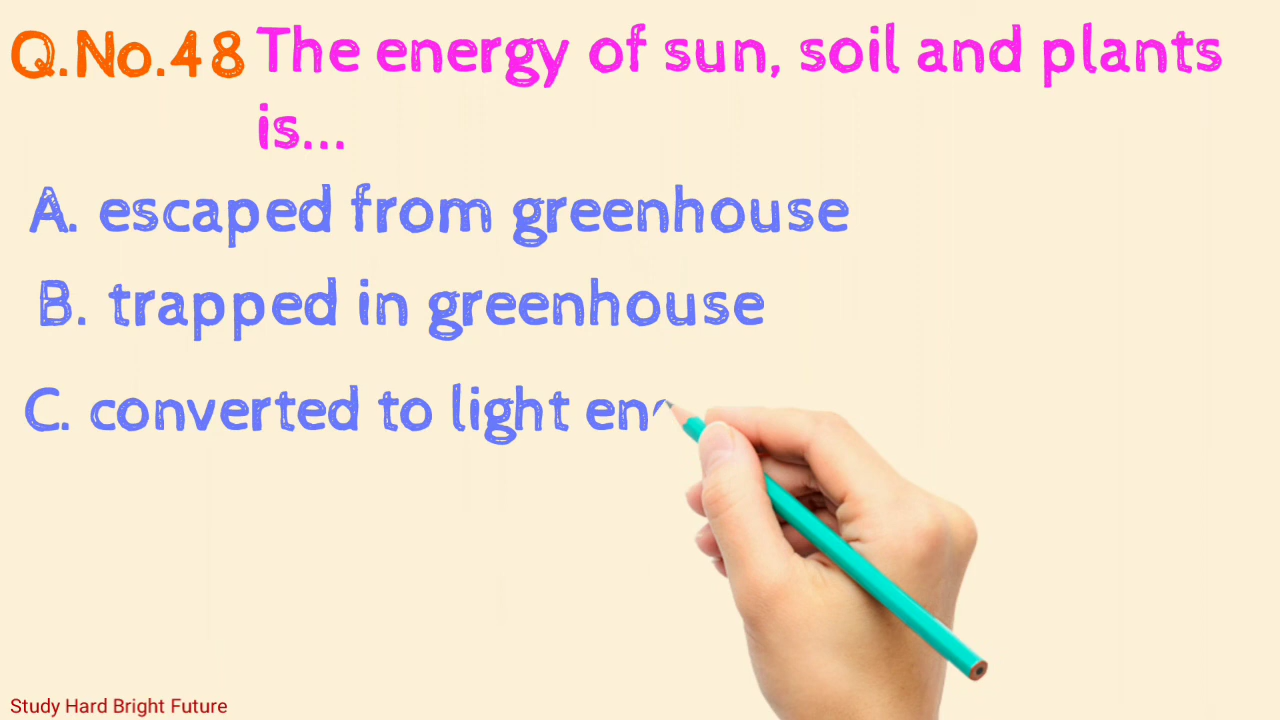 Q.No.48 The energy of sun, soil and plants
is...
A. escaped from greenhouse
B. trapped in greenhouse
C. converted to light en
Study Hard Bright Future